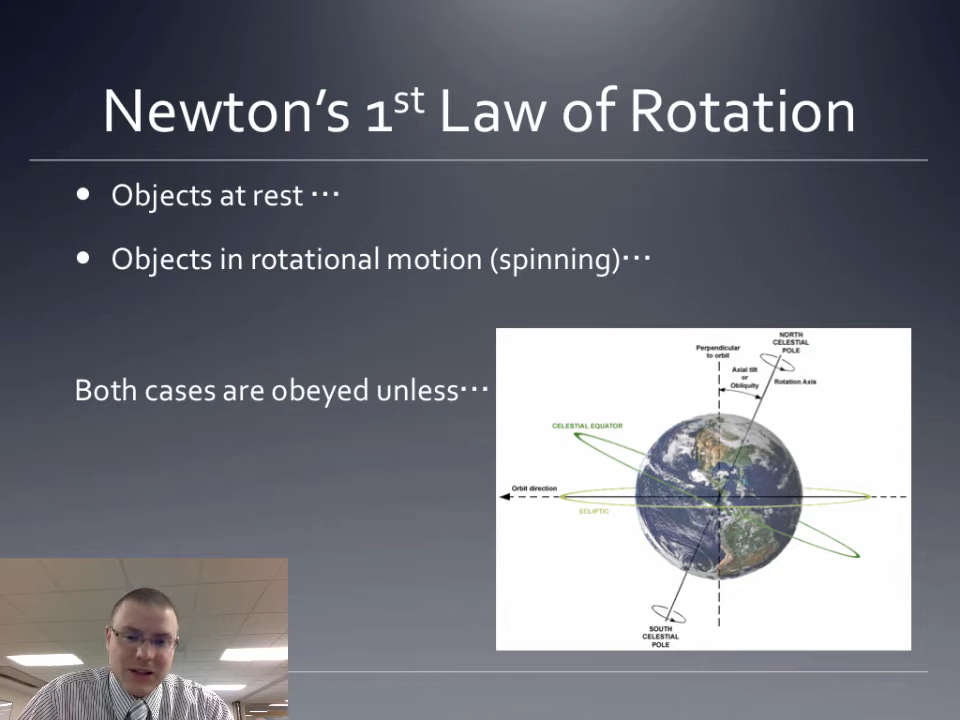 Newton's 1st Law of Rotation
• Objects at rest …
• Objects in rotational motion (spinning)…
Both cases are obeyed unless…
NORTH
CELESTIAL
POLE
Perpendicular
to orbit
Axial tilt
or
Obliquity
Rotation Axis
CELESTIAL EQUATOR
Orbit direction
ECLIPTIC
SOUTH
CELESTIAL
POLE